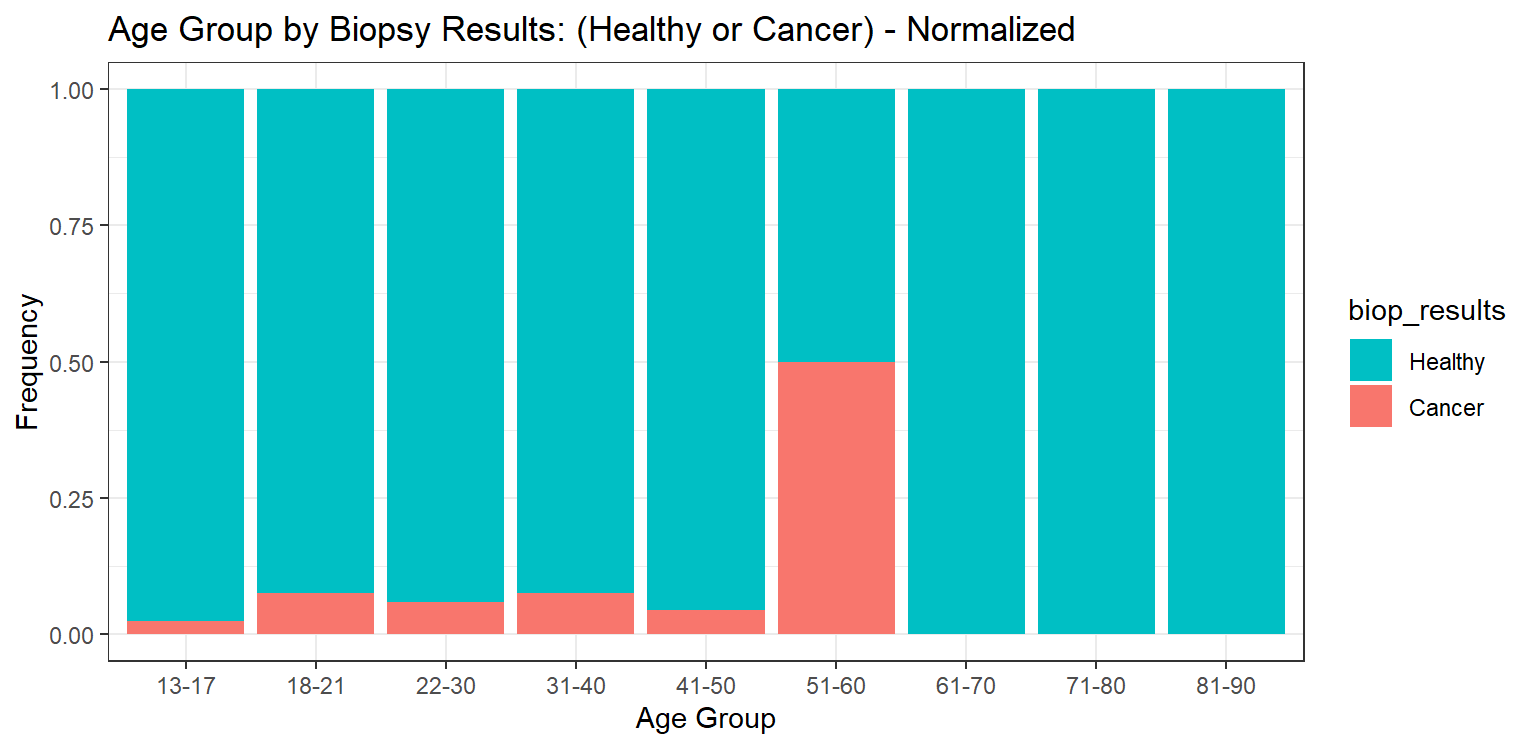 Age Group by Biopsy Results: (Healthy or Cancer) - Normalized
1.00
0.75
0.50
0.25
0.00
Frequency
13-17 18-21 22-30 31-40 41-50 51-60 61-70 71-80 81-90
Age Group
biop_results
Healthy
Cancer